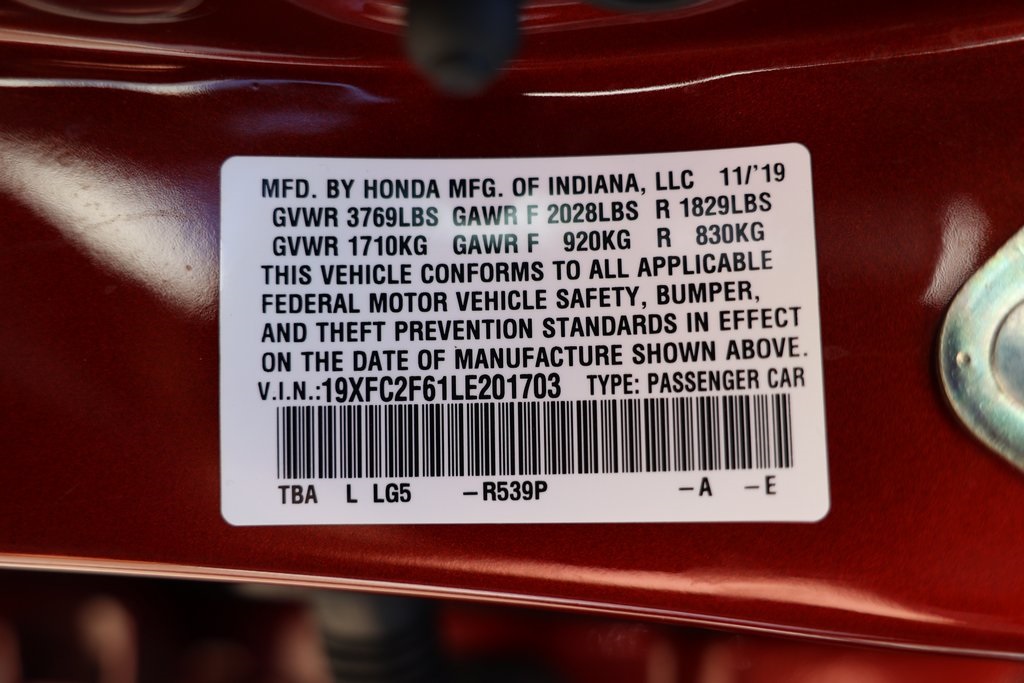 MFD. BY HONDA MFG. OF INDIANA, LLC 11/'19
GVWR 3769LBS GAWR F 2028LBS R 1829LBS
GVWR 1710KG GAWR F 920KG R 830KG
THIS VEHICLE CONFORMS TO ALL APPLICABLE
FEDERAL MOTOR VEHICLE SAFETY, BUMPER,
AND THEFT PREVENTION STANDARDS IN EFFECT
ON THE DATE OF MANUFACTURE SHOWN ABOVE.
V.I.N.:19XFC2F61LE201703 TYPE: PASSENGER CAR
TBA L LG5 –R539P –A –E